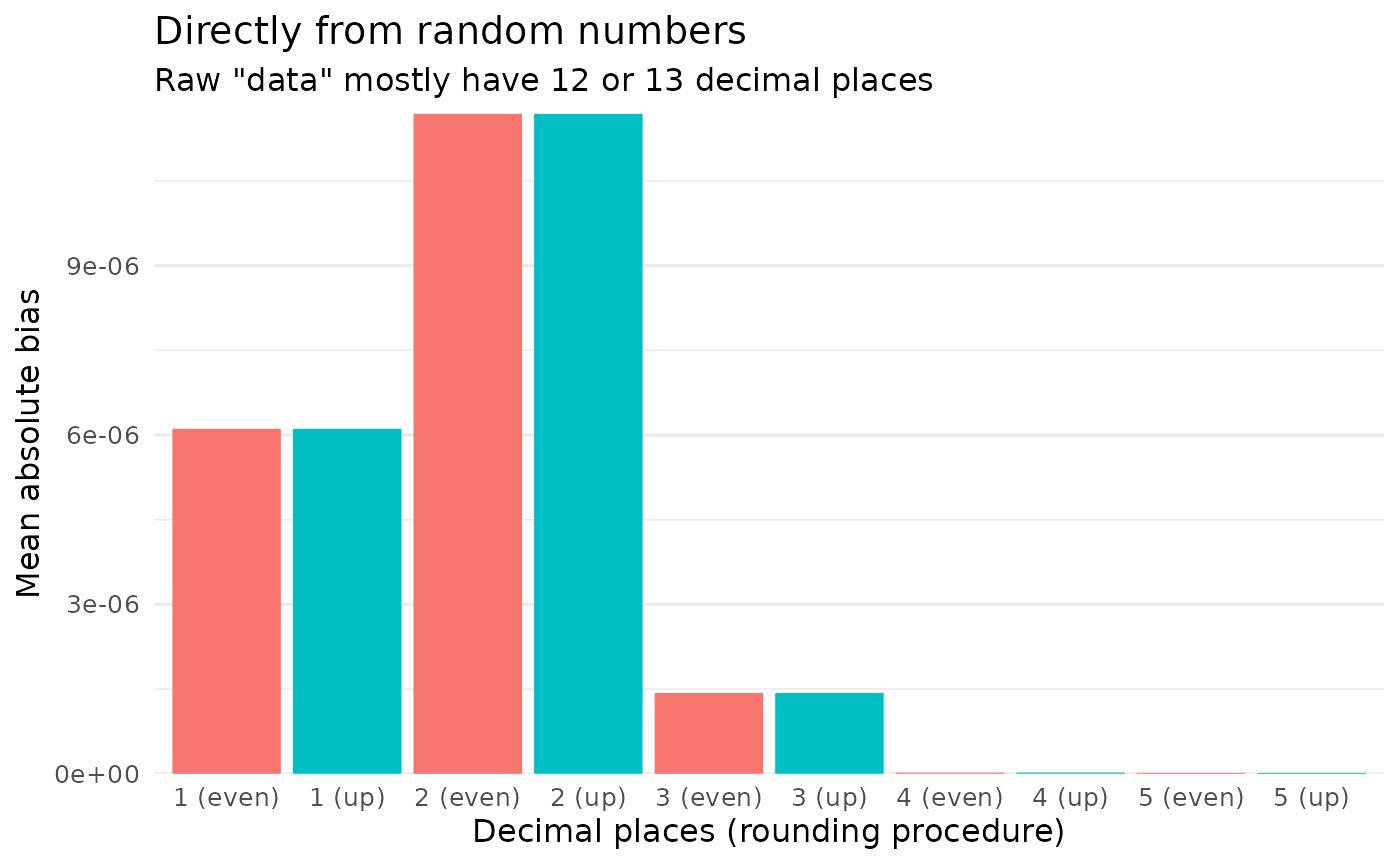 Directly from random numbers
Raw "data" mostly have 12 or 13 decimal places
Mean absolute bias
9e-06
6e-06
3e-06
0e+00
1 (even) 1 (up) 2 (even) 2 (up) 3 (even) 3 (up) 4 (even) 4 (up) 5 (even) 5 (up)
Decimal places (rounding procedure)